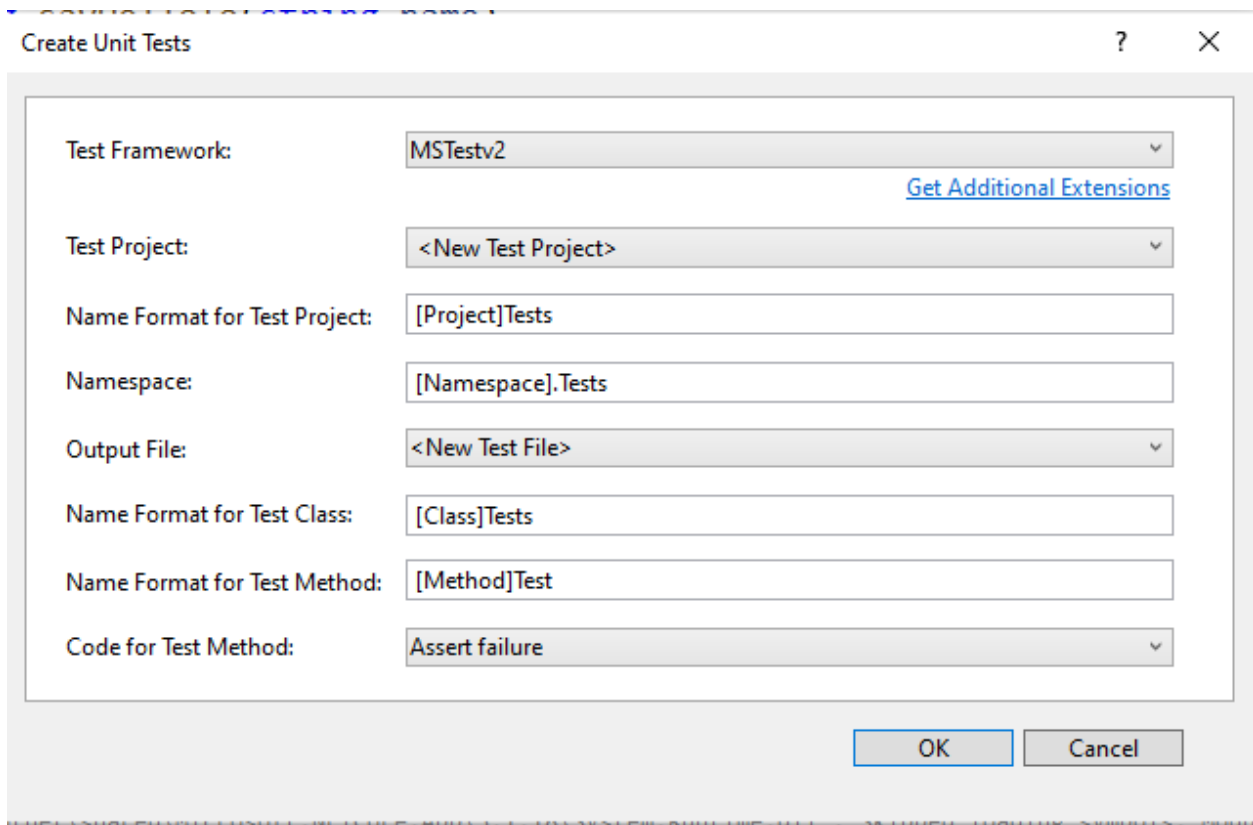 Create Unit Tests
?
Test Framework:
MSTestv2
Get Additional Extensions
Test Project:
<New Test Project>
Name Format for Test Project:
[Project]Tests
Namespace:
[Namespace].Tests
Output File:
<New Test File>
Name Format for Test Class:
[Class]Tests
Name Format for Test Method:
[Method]Test
Code for Test Method:
Assert failure
OK
Cancel